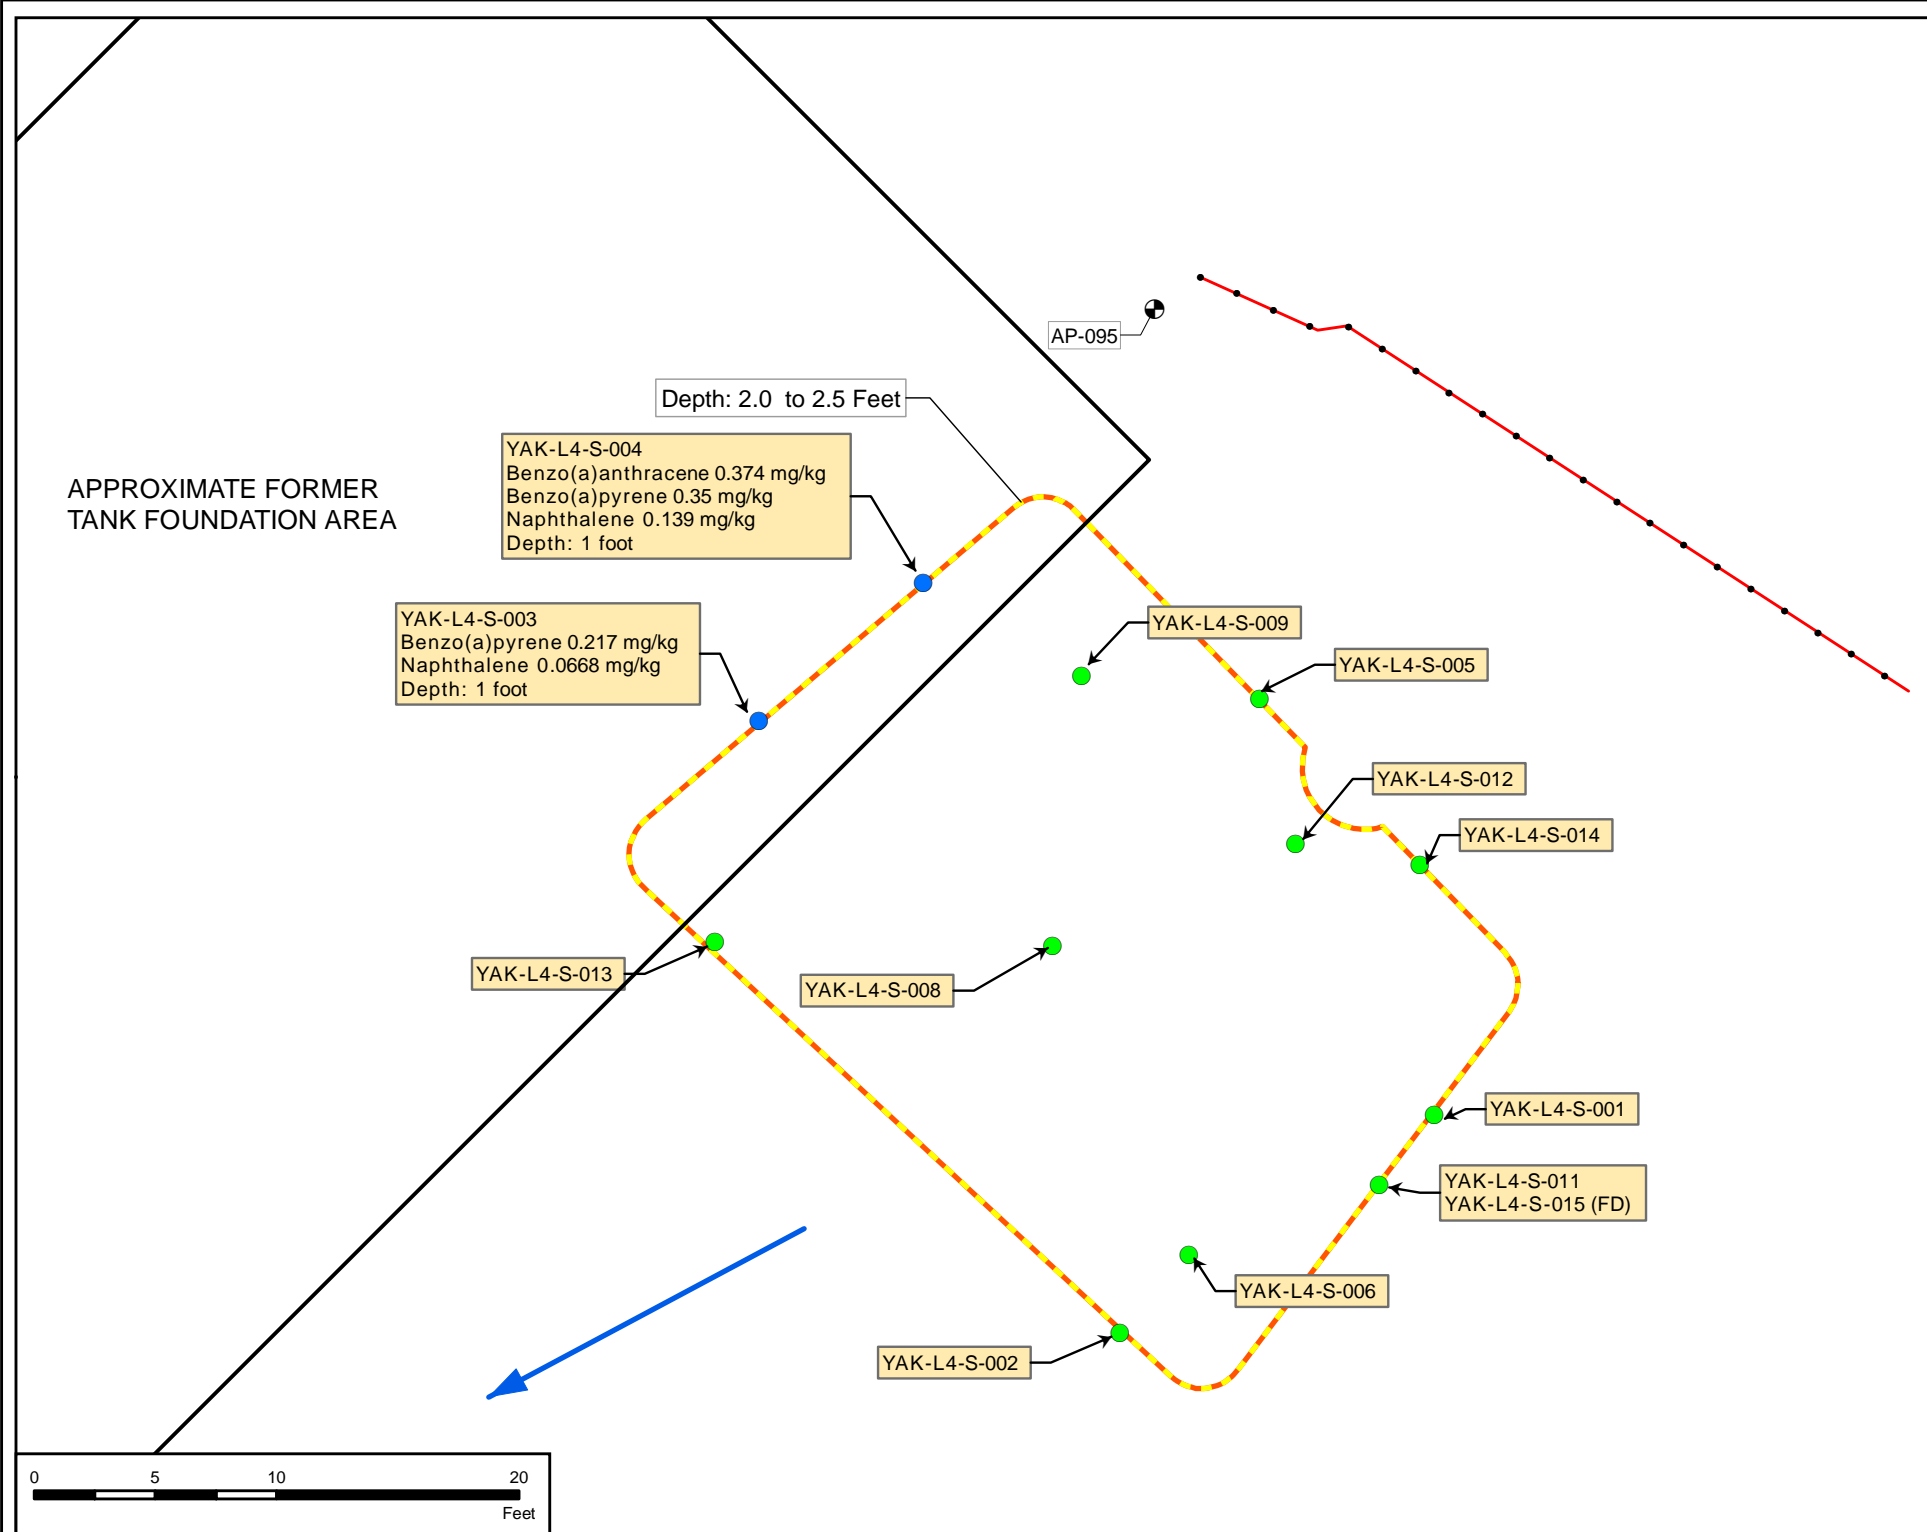 AP-095
Depth: 2.0 to 2.5 Feet
YAK-L4-S-004
Benzo(a)anthracene 0.374 mg/kg
Benzo(a)pyrene 0.35 mg/kg
Naphthalene 0.139 mg/kg
Depth: 1 foot
APPROXIMATE FORMER
TANK FOUNDATION AREA
YAK-L4-S-003
Benzo(a)pyrene 0.217 mg/kg
Naphthalene 0.0668 mg/kg
Depth: 1 foot
YAK-L4-S-009
YAK-L4-S-005
YAK-L4-S-012
YAK-L4-S-014
YAK-L4-S-013
YAK-L4-S-008
YAK-L4-S-001
YAK-L4-S-011
YAK-L4-S-015 (FD)
YAK-L4-S-006
YAK-L4-S-002
0 5 10 20
Feet